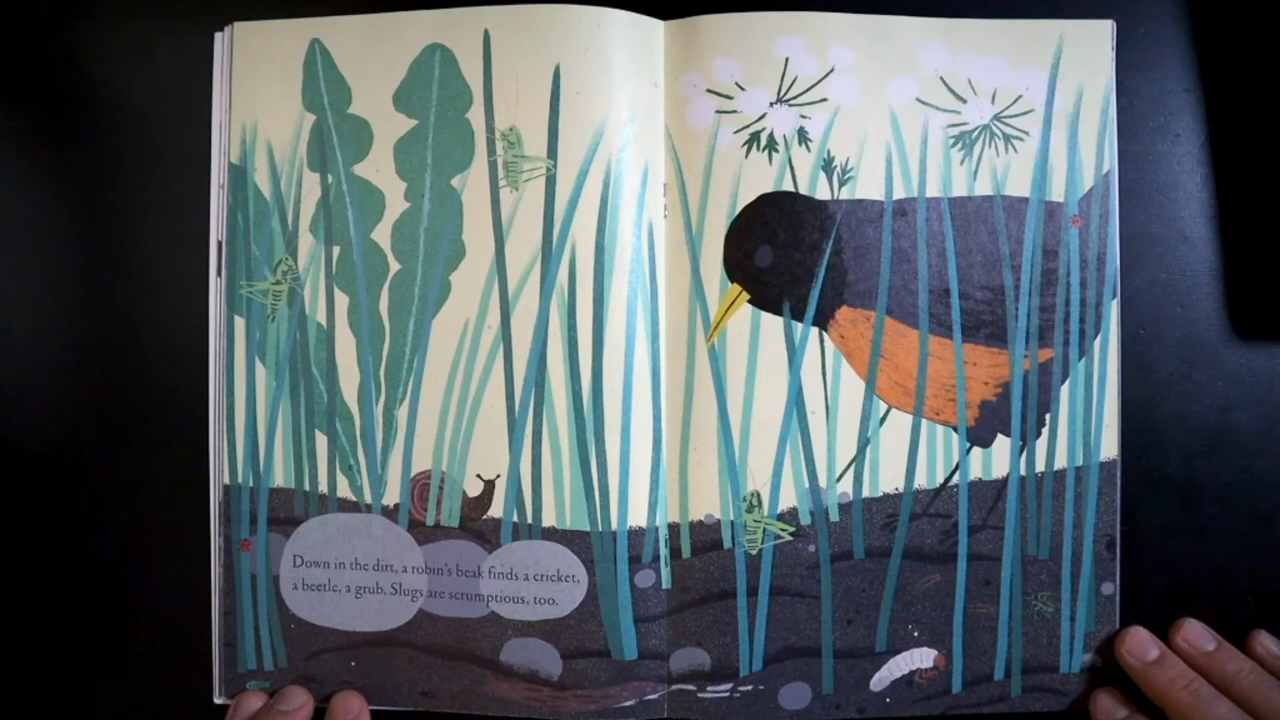 Down in the dirt, a robin's beak finds a cricket,
a beetle, a grub. Slugs are scrumptious, too.